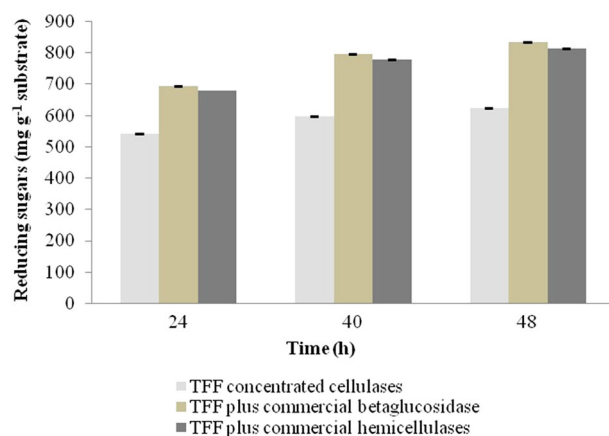 900
800
700
600
500
400
300
200
100
0
Reducing sugars (mg g-1 substrate)
24 40 48
Time (h)
TFF concentrated cellulases
TFF plus commercial betaglucosidase
TFF plus commercial hemicellulases